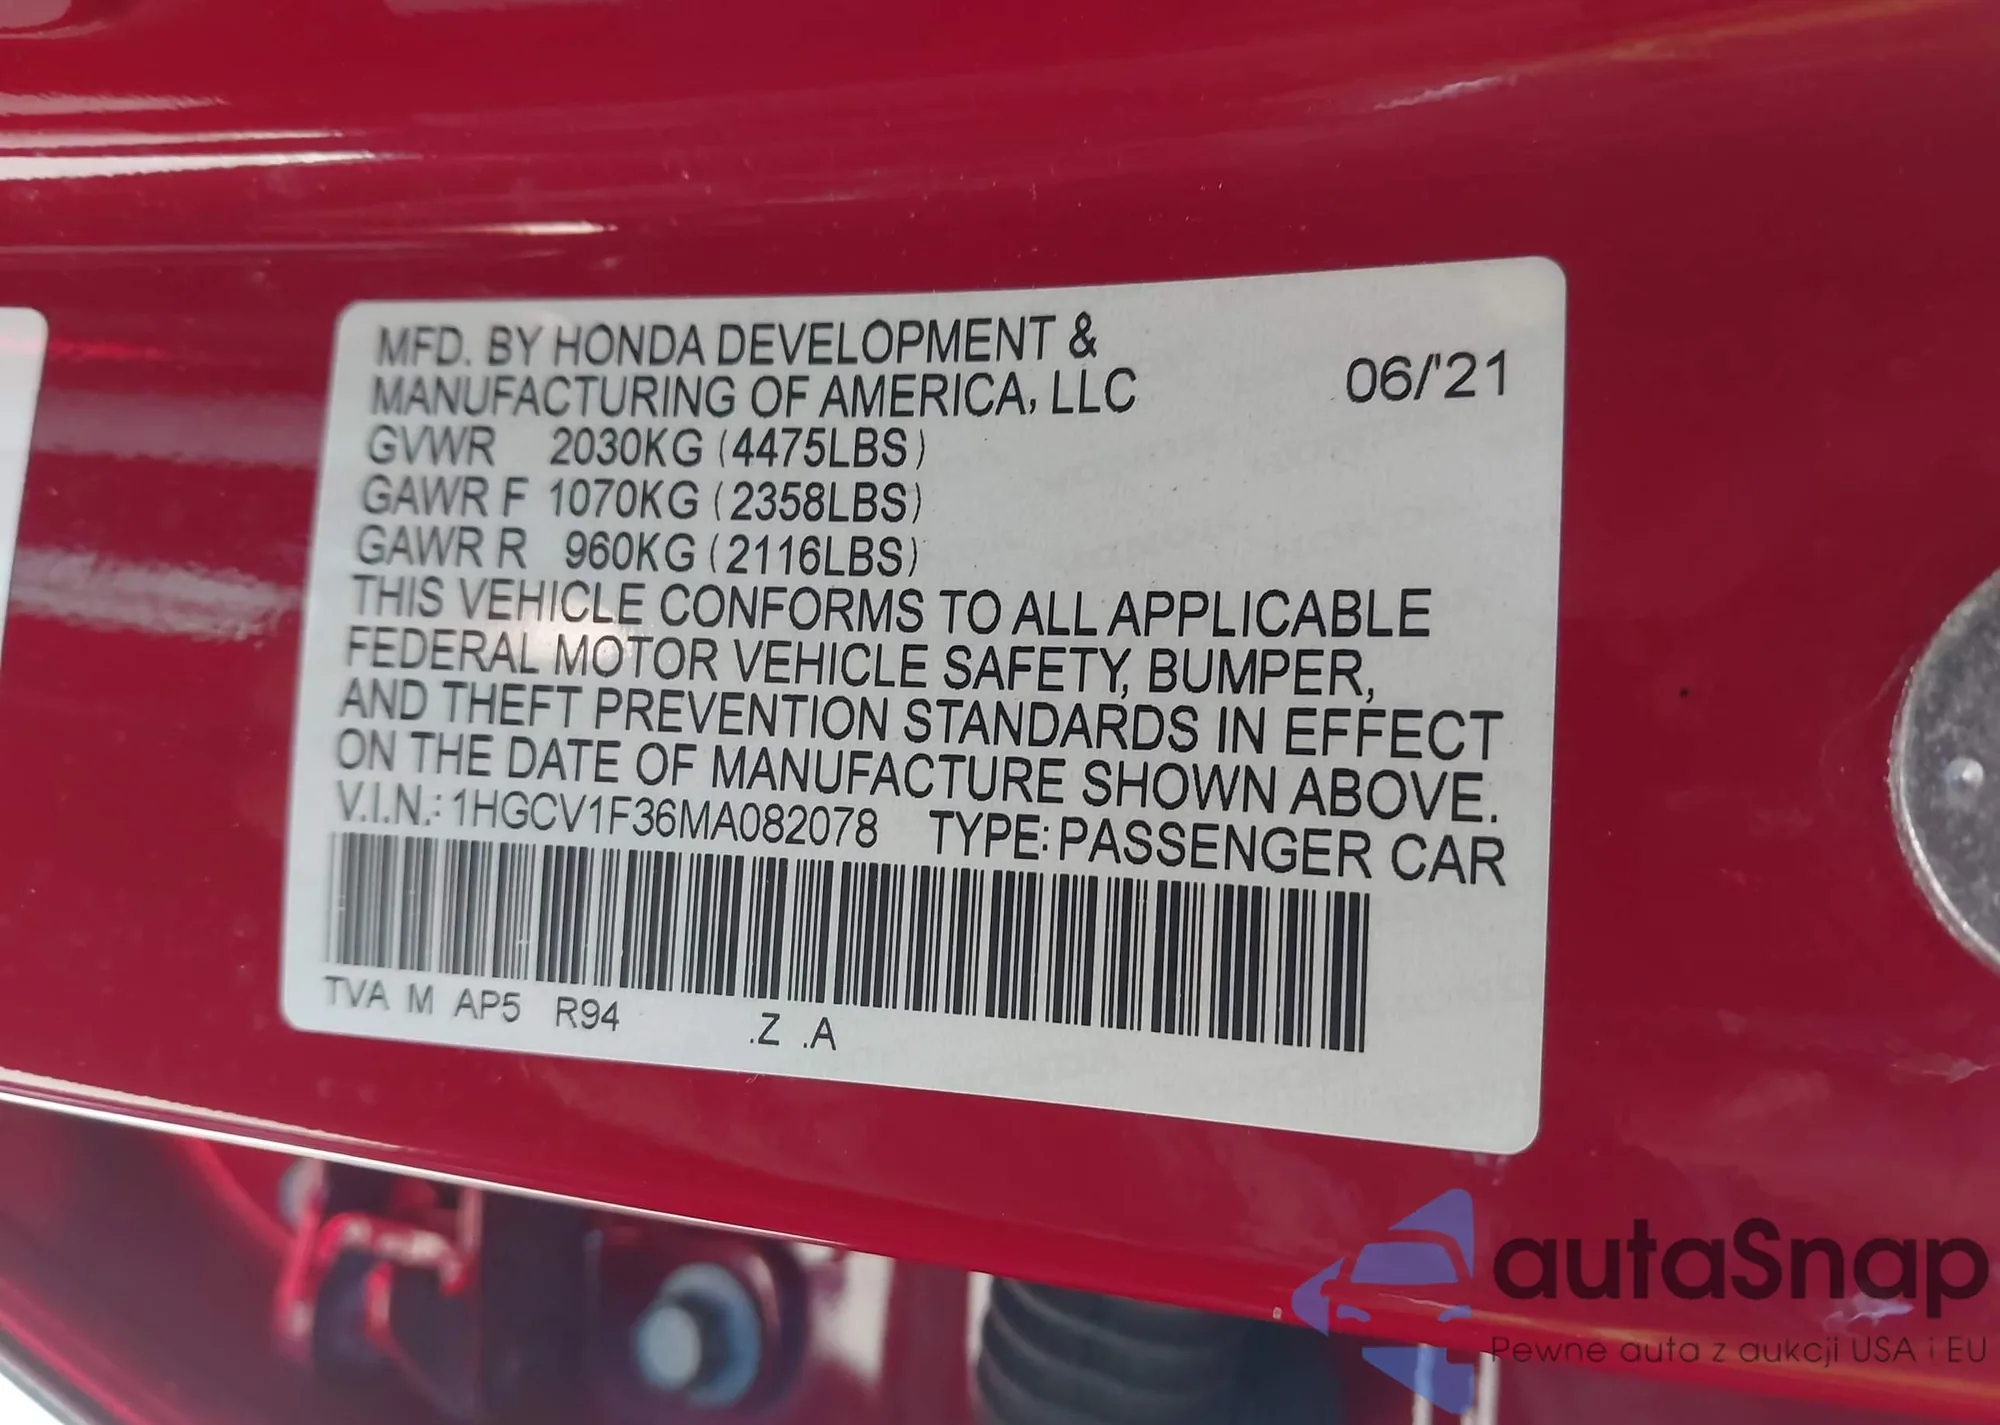 MFD. BY HONDA DEVELOPMENT &
MANUFACTURING OF AMERICA, LLC
06/'21
GVWR 2030KG (4475LBS)
GAWR F 1070KG (2358LBS)
GAWR R 960KG (2116LBS)
THIS VEHICLE CONFORMS TO ALL APPLICABLE
FEDERAL MOTOR VEHICLE SAFETY, BUMPER,
AND THEFT PREVENTION STANDARDS IN EFFECT
ON THE DATE OF MANUFACTURE SHOWN ABOVE.
V.I.N.: 1HGCV1F36MA082078 TYPE: PASSENGER CAR
TVA M AP5 R94 .Z .A
autaSnap
Pewne auta z aukcji USA i EU